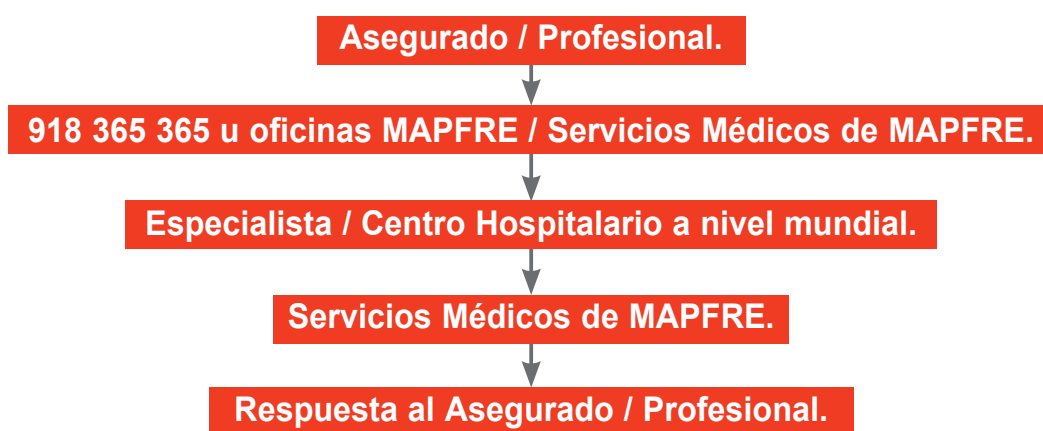 Asegurado / Profesional.
918 365 365 u oficinas MAPFRE / Servicios Médicos de MAPFRE.
Especialista / Centro Hospitalario a nivel mundial.
Servicios Médicos de MAPFRE.
Respuesta al Asegurado / Profesional.